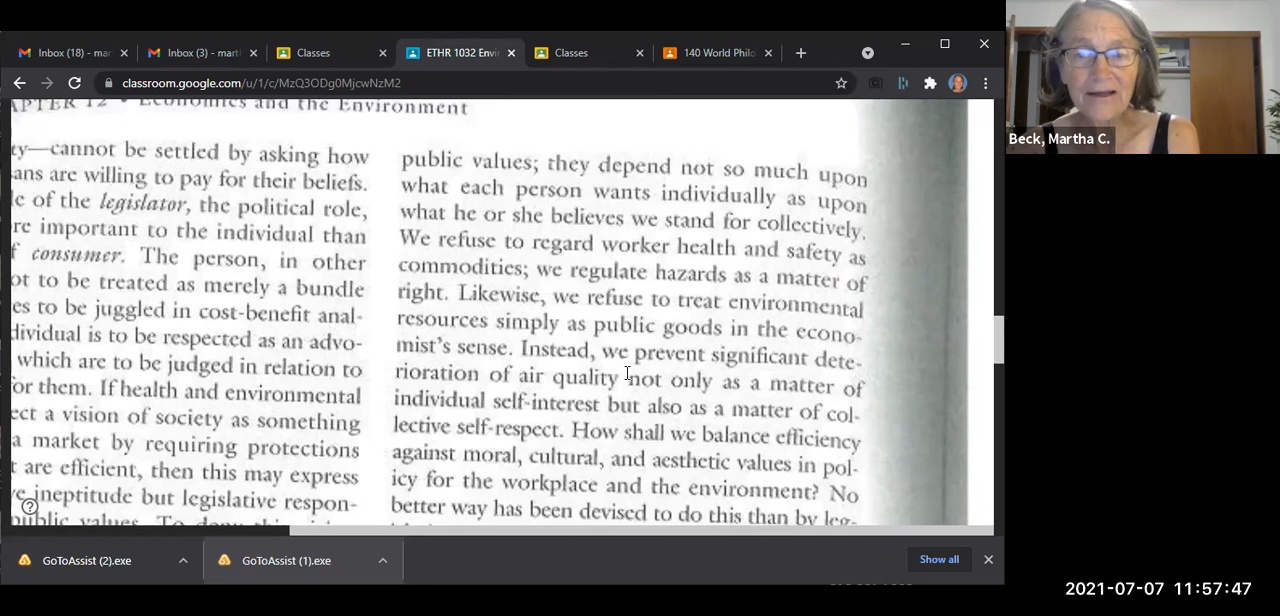 Inbox (18) - mar
Inbox (3) - mart
Classes
ETHR 1032 Envi
Classes
140 World Philo
classroom.google.com/u/1/c/MzQ3ODg0MjcwNzM2
Beck, Martha C.
APTER 12 • Economics and the Environment
ty—cannot be settled by asking how
ans are willing to pay for their beliefs.
le of the legislator, the political role,
re important to the individual than
f consumer. The person, in other
ot to be treated as merely a bundle
es to be juggled in cost-benefit anal-
dividual is to be respected as an advo-
which are to be judged in relation to
for them. If health and environmental
ect a vision of society as something
a market by requiring protections
t are efficient, then this may express
e ineptitude but legislative respon-
public values. To deny this
public values; they depend not so much upon
what each person wants individually as upon
what he or she believes we stand for collectively.
We refuse to regard worker health and safety as
commodities; we regulate hazards as a matter of
right. Likewise, we refuse to treat environmental
resources simply as public goods in the econo-
mist's sense. Instead, we prevent significant dete-
rioration of air quality not only as a matter of
individual self-interest but also as a matter of col-
lective self-respect. How shall we balance efficiency
against moral, cultural, and aesthetic values in pol-
icy for the workplace and the environment? No
better way has been devised to do this than by leg-
GoToAssist (2).exe
GoToAssist (1).exe
Show all
2021-07-07 11:57:47